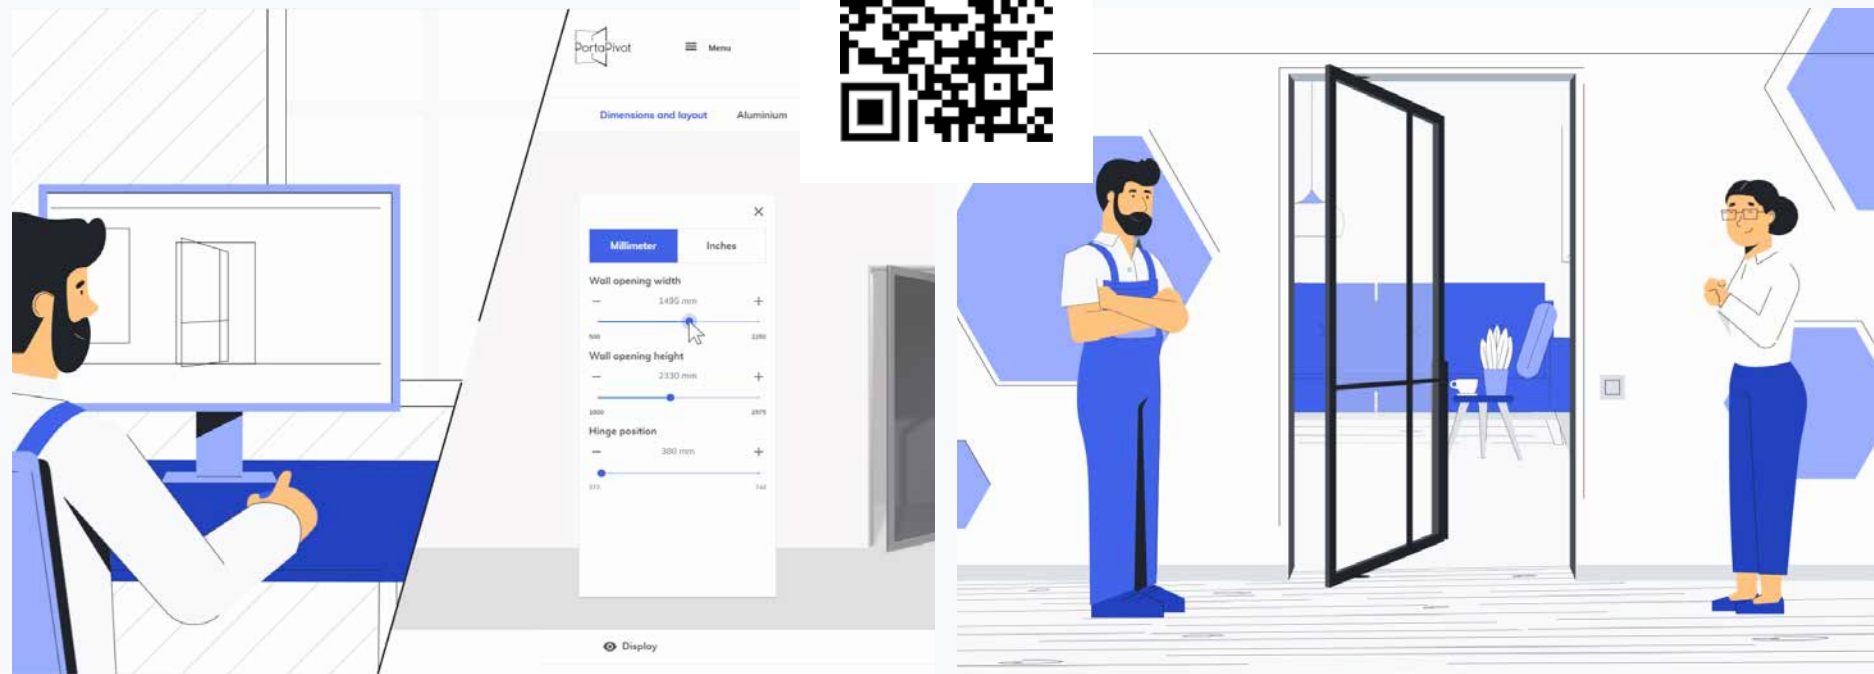 PortaPivot
Menu
Dimensions and layout Aluminium
Millimeter Inches
Wall opening width
1495 mm
500
Wall opening height
2330 mm
Hinge position
380 mm
Display